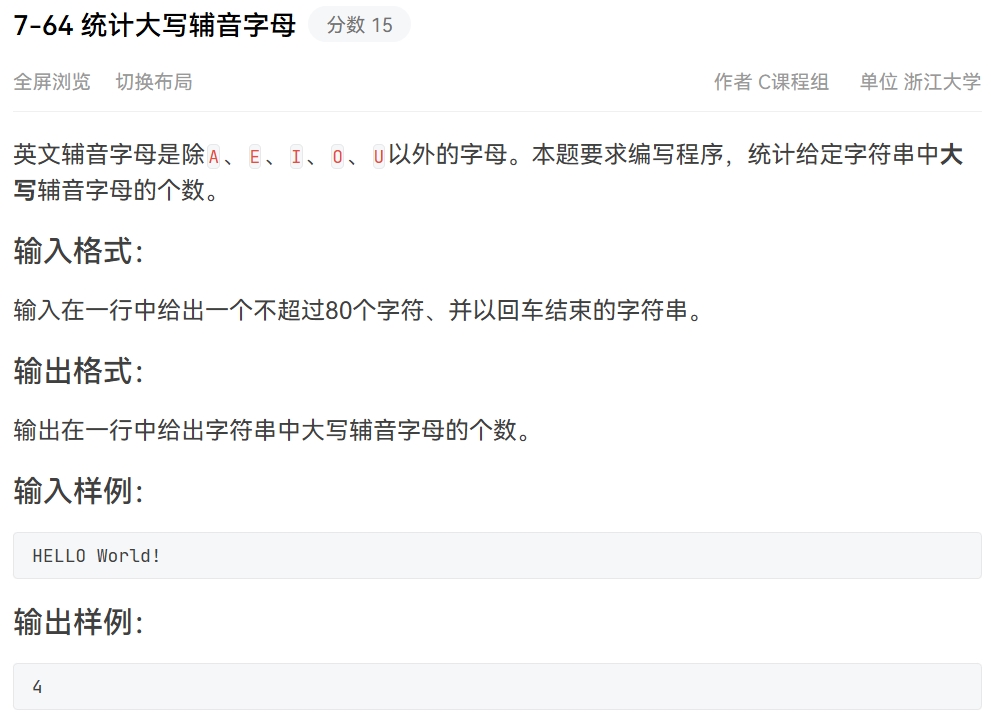 7-64 统计大写辅音字母 分数 15
全屏浏览 切换布局 作者 C课程组 单位 浙江大学
英文辅音字母是除A、E、I、O、U以外的字母。本题要求编写程序，统计给定字符串中大
写辅音字母的个数。
输入格式：
输入在一行中给出一个不超过80个字符、并以回车结束的字符串。
输出格式：
输出在一行中给出字符串中大写辅音字母的个数。
输入样例：
HELLO World!
输出样例：
4